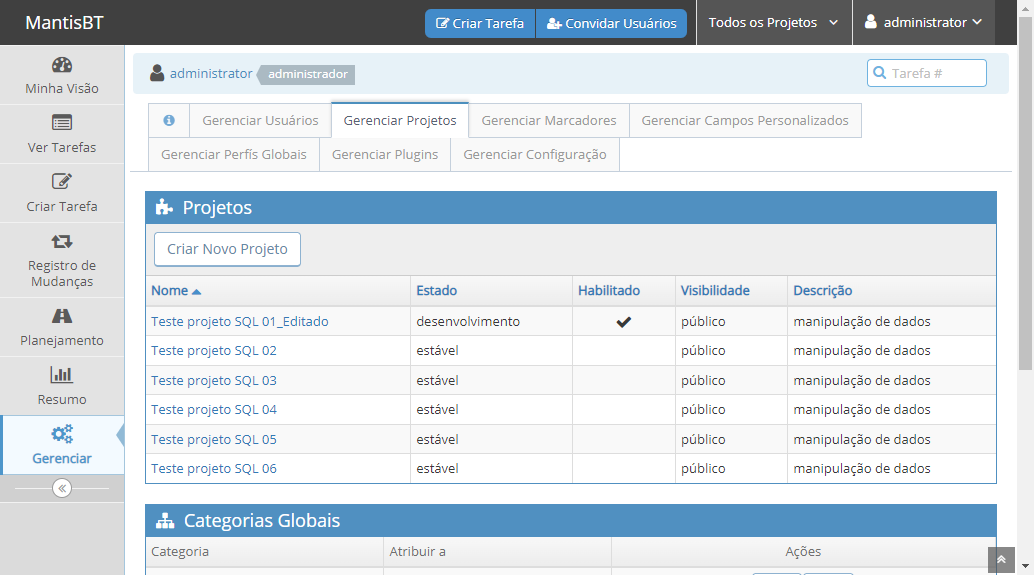 MantisBT
Criar Tarefa
Convidar Usuários
Todos os Projetos
administrator
Minha Visão
Ver Tarefas
Criar Tarefa
Registro de
Mudanças
Planejamento
Resumo
Gerenciar
administrator administrador
Tarefa #
Gerenciar Usuários
Gerenciar Projetos
Gerenciar Marcadores
Gerenciar Campos Personalizados
Gerenciar Perfís Globais
Gerenciar Plugins
Gerenciar Configuração
Projetos
Criar Novo Projeto
Nome Estado Habilitado Visibilidade Descrição
Teste projeto SQL 01_Editado desenvolvimento público manipulação de dados
Teste projeto SQL 02 estável público manipulação de dados
Teste projeto SQL 03 estável público manipulação de dados
Teste projeto SQL 04 estável público manipulação de dados
Teste projeto SQL 05 estável público manipulação de dados
Teste projeto SQL 06 estável público manipulação de dados
Categorias Globais
Categoria Atribuir a Ações